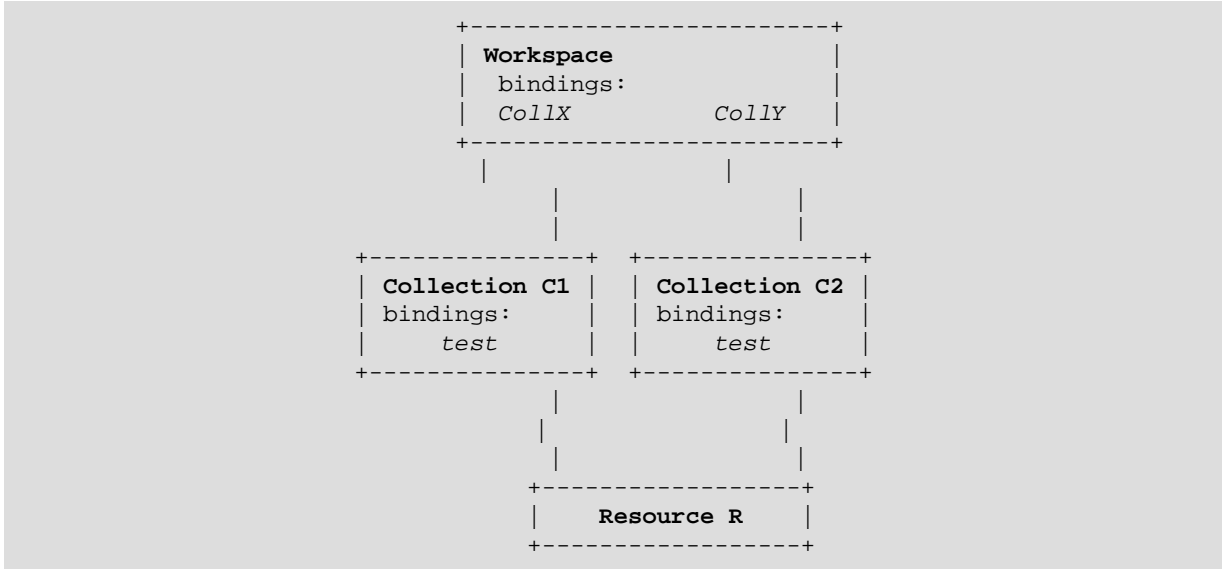 Workspace
bindings:
CollX CollY
Collection C1 Collection C2
bindings: bindings:
test test
Resource R